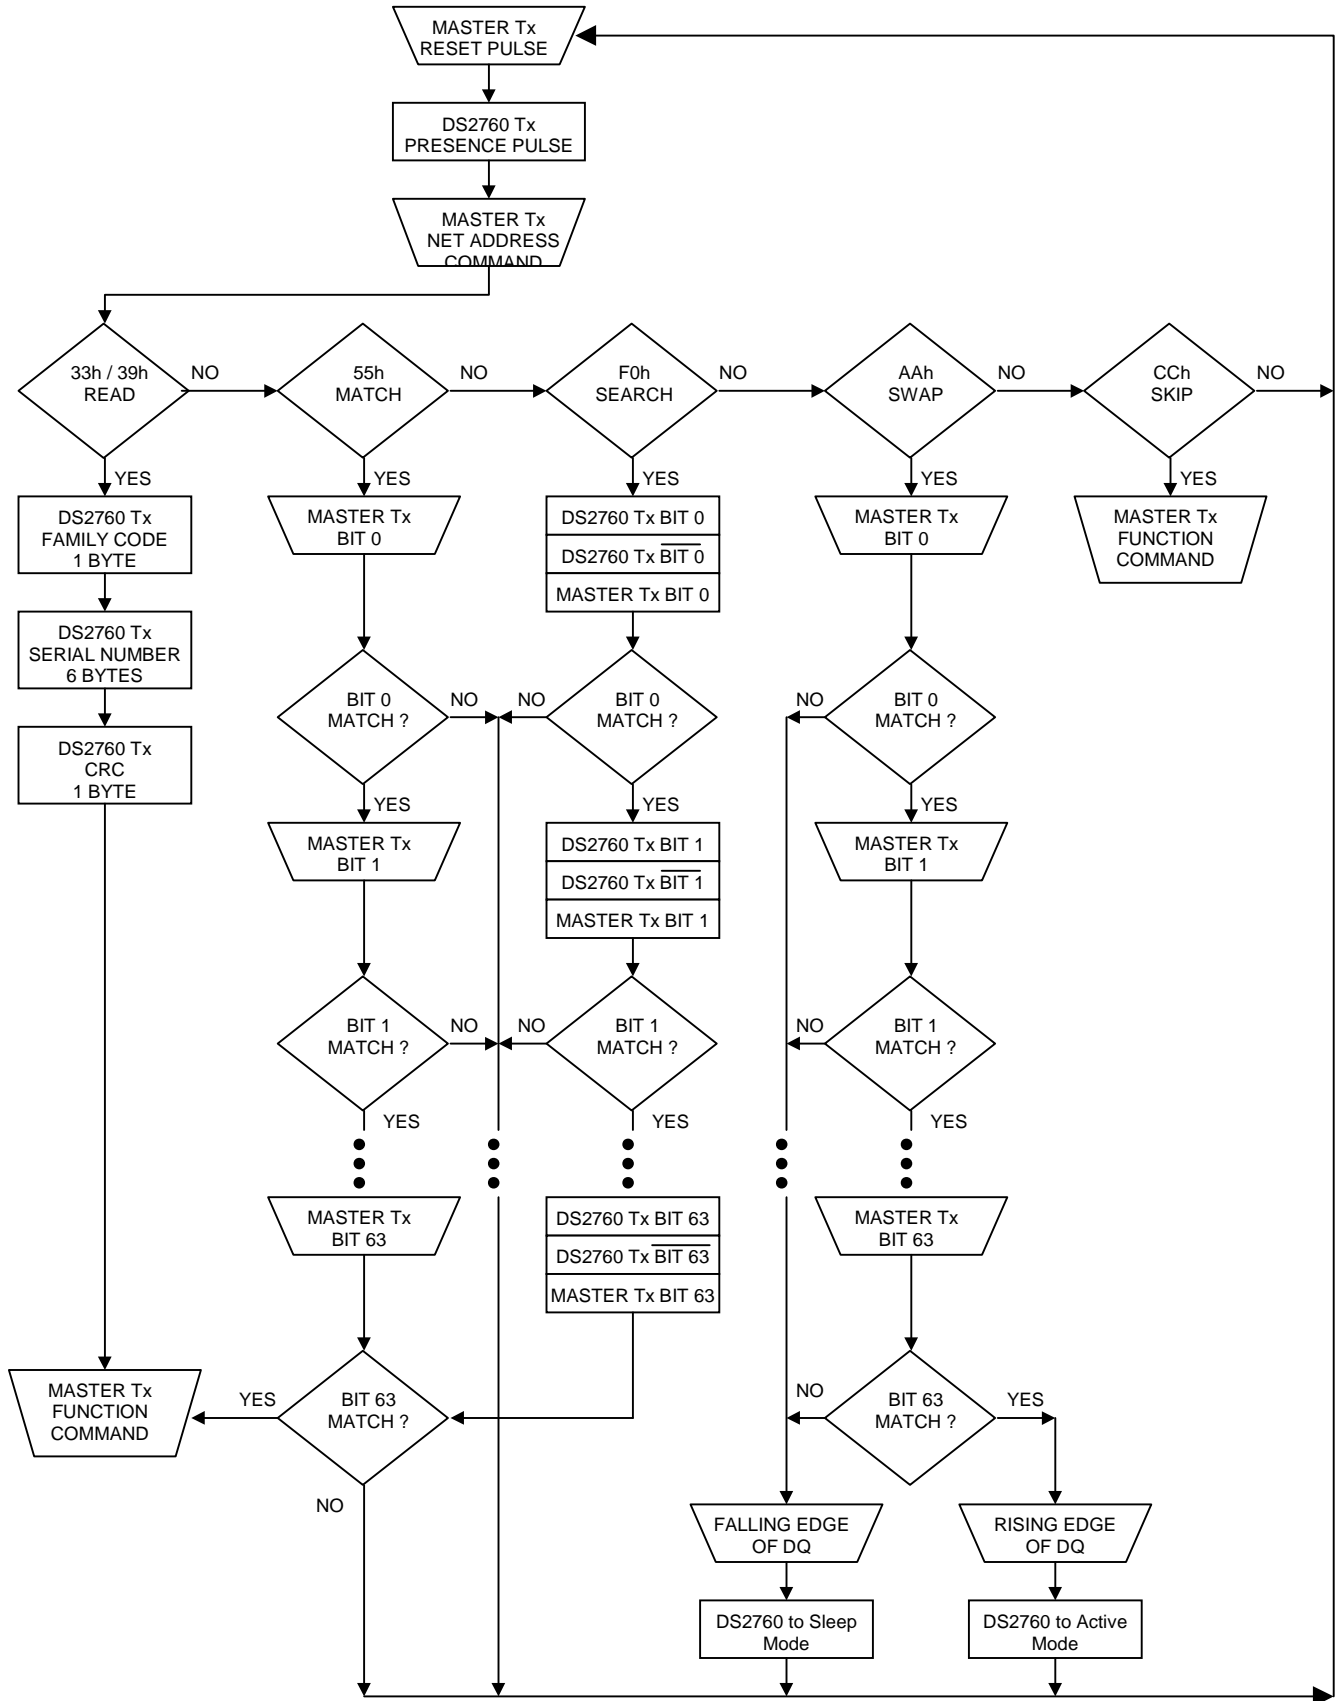 MASTER Tx
RESET PULSE
DS2760 Tx
PRESENCE PULSE
MASTER Tx
NET ADDRESS
COMMAND
33h / 39h
READ
NO
55h
MATCH
NO
F0h
SEARCH
NO
AAh
SWAP
NO
CCh
SKIP
NO
YES
YES
YES
YES
YES
DS2760 Tx
FAMILY CODE
1 BYTE
MASTER Tx
BIT 0
DS2760 Tx BIT 0
DS2760 Tx BIT 0
MASTER Tx BIT 0
MASTER Tx
BIT 0
MASTER Tx
FUNCTION
COMMAND
DS2760 Tx
SERIAL NUMBER
6 BYTES
DS2760 Tx
CRC
1 BYTE
BIT 0
MATCH ?
NO
NO
BIT 0
MATCH ?
NO
BIT 0
MATCH ?
YES
YES
YES
MASTER Tx
BIT 1
DS2760 Tx BIT 1
DS2760 Tx BIT 1
MASTER Tx BIT 1
MASTER Tx
BIT 1
BIT 1
MATCH ?
NO
NO
BIT 1
MATCH ?
NO
BIT 1
MATCH ?
YES
YES
YES
MASTER Tx
BIT 63
DS2760 Tx BIT 63
DS2760 Tx BIT 63
MASTER Tx BIT 63
MASTER Tx
BIT 63
MASTER Tx
FUNCTION
COMMAND
YES
BIT 63
MATCH ?
NO
NO
BIT 63
MATCH ?
YES
FALLING EDGE
OF DQ
RISING EDGE
OF DQ
DS2760 to Sleep
Mode
DS2760 to Active
Mode